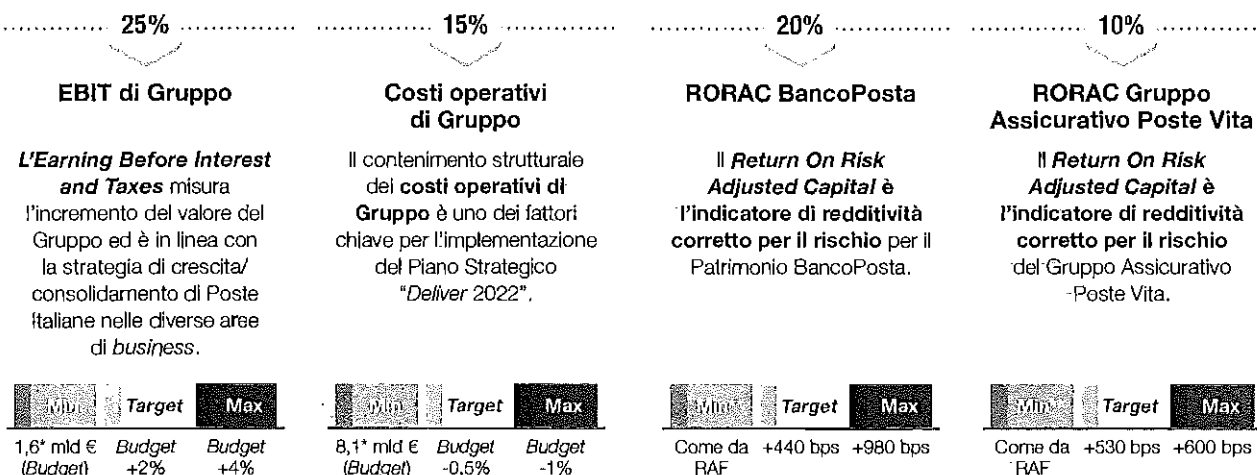 25%
EBIT di Gruppo
L'Earning Before Interest
and Taxes misura
l'incremento del valore del
Gruppo ed è in linea con
la strategia di crescita/
consolidamento di Poste
Italiane nelle diverse aree
di business.
Min Target Max
1,6* mld € Budget Budget
(Budget) +2% +4%
15%
Costi operativi
di Gruppo
Il contenimento strutturale
dei costi operativi di
Gruppo è uno dei fattori
chiave per l'implementazione
del Piano Strategico
"Deliver 2022".
Min Target Max
8,1* mld € Budget Budget
(Budget) -0,5% -1%
20%
RORAC BancoPosta
Il Return On Risk
Adjusted Capital è
l'indicatore di redditività
corretto per il rischio per il
Patrimonio BancoPosta.
Min* Target Max
Come da +440 bps +980 bps
RAF
10%
RORAC Gruppo
Assicurativo Poste Vita
Il Return On Risk
Adjusted Capital è
l'indicatore di redditività
corretto per il rischio
del Gruppo Assicurativo
Poste Vita.
Min* Target Max
Come da +530 bps +600 bps
RAF